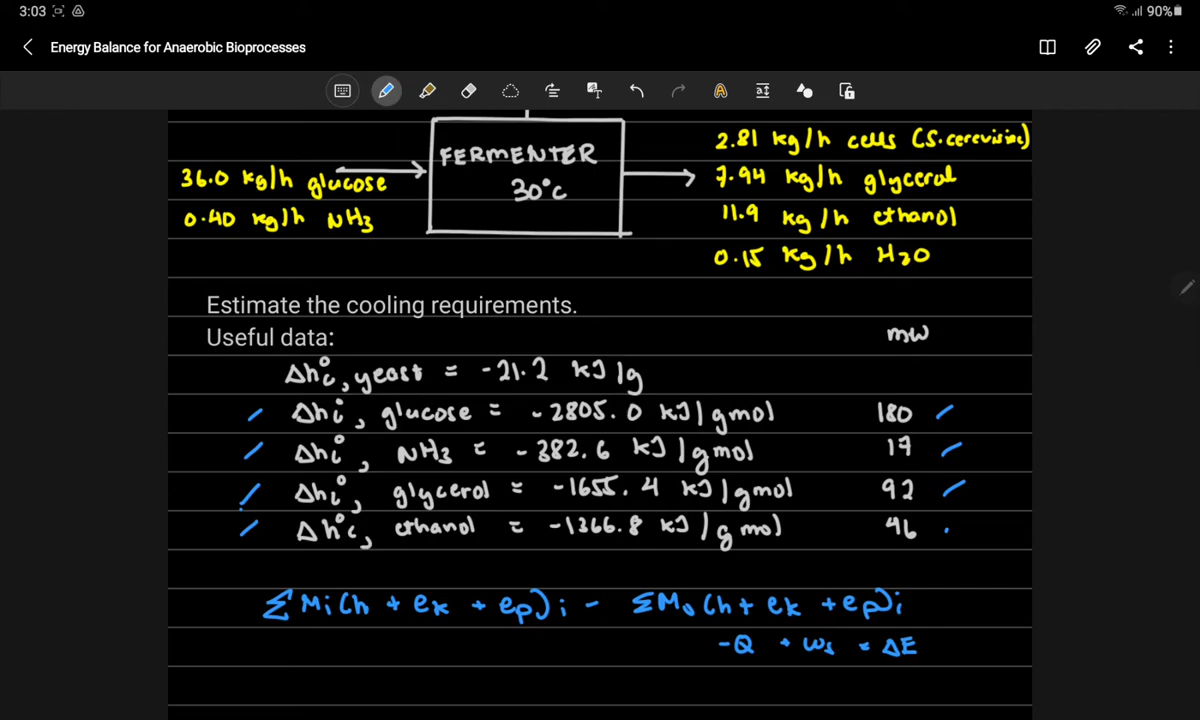 3:03 90%
Energy Balance for Anaerobic Bioprocesses
FERMENTER
30°C
36.0 kg/h glucose
0.40 kg/h NH3
2.81 kg/h cells (S. cerevisiae)
7.94 kg/h glycerol
11.9 kg/h ethanol
0.15 kg/h H2O
Estimate the cooling requirements.
Useful data: mw
Δh°c, yeast = -21.2 kJ/g
Δh°c, glucose = -2805.0 kJ/gmol 180
Δh°c, NH3 = -382.6 kJ/gmol 17
Δh°c, glycerol = -1655.4 kJ/gmol 92
Δh°c, ethanol = -1366.8 kJ/gmol 46
ΣMi(h + ek + ep)i - ΣMo(h + ek + ep)i
-Q + Ws = ΔE